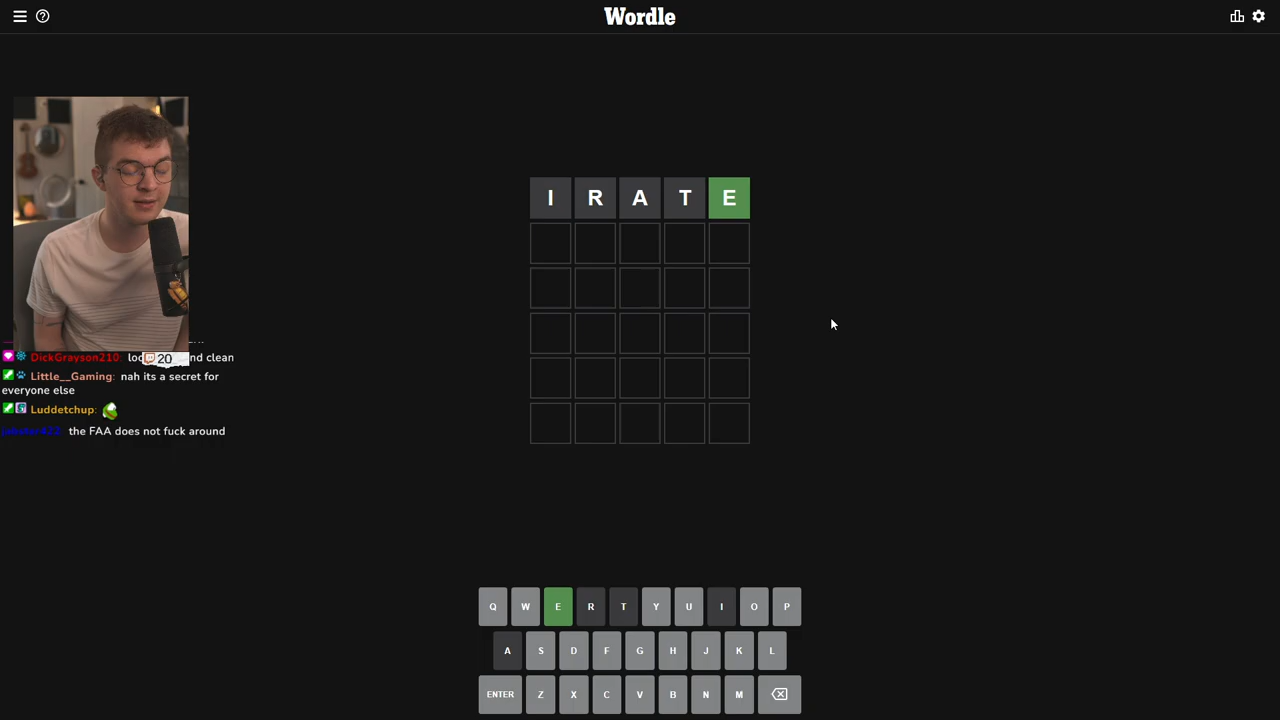 Wordle
I R A T E
DickGrayson210: loo 20 nd clean
Little__Gaming: nah its a secret for
everyone else
Luddetchup:
the FAA does not fuck around
Q W E R T Y U I O P
A S D F G H J K L
ENTER Z X C V B N M